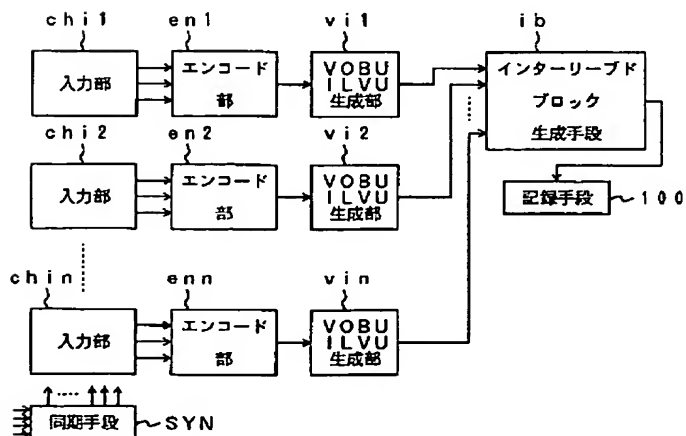 chi1
en1
vi1
ib
入力部
エンコード
部
VOBU
ILVU
生成部
インターリーブド
ブロック
生成手段
chi2
en2
vi2
入力部
エンコード
部
VOBU
ILVU
生成部
記録手段
100
chin
enn
vin
入力部
エンコード
部
VOBU
ILVU
生成部
同期手段
SYN